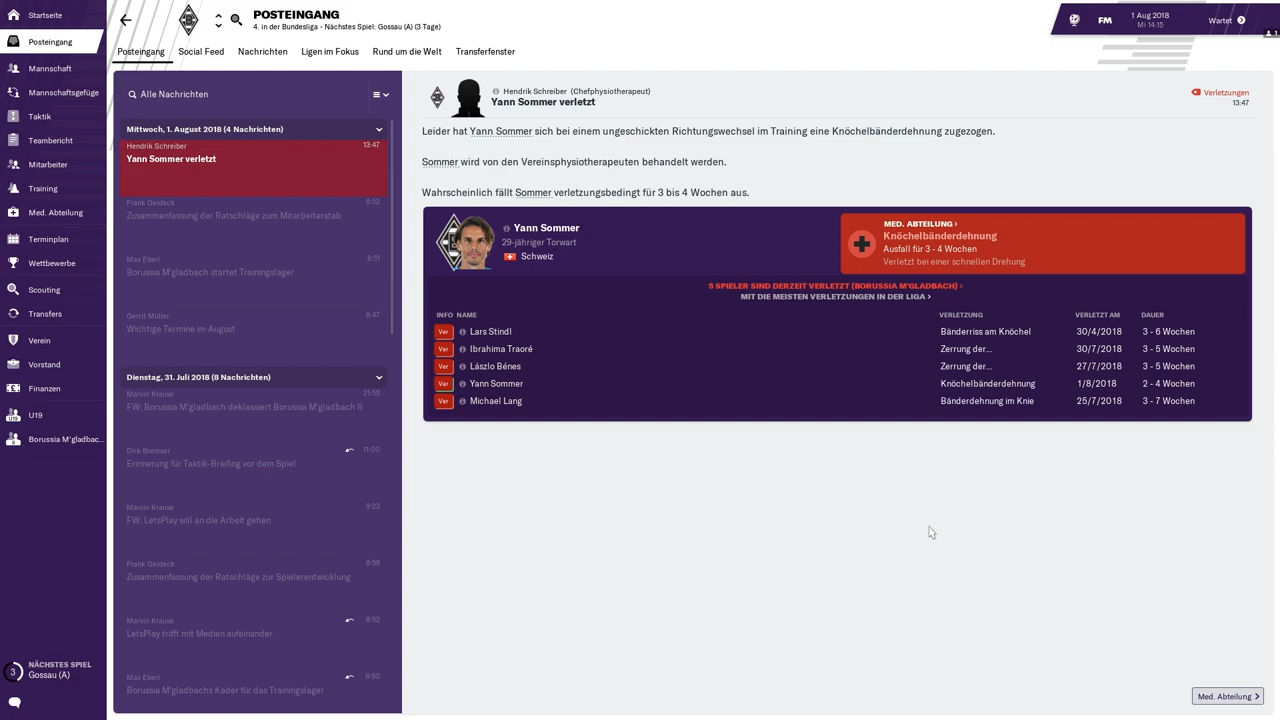 Startseite
Posteingang
Mannschaft
Mannschaftsgefüge
Taktik
Teambericht
Mitarbeiter
Training
Med. Abteilung
Terminplan
Wettbewerbe
Scouting
Transfers
Verein
Vorstand
Finanzen
U19
Borussia M'gladbac...
3
NÄCHSTES SPIEL
Gossau (A)
POSTEINGANG
4. in der Bundesliga - Nächstes Spiel: Gossau (A) (3 Tage)
FM
1 Aug 2018
Mi 14:15
Wartet
1
Posteingang Social Feed Nachrichten Ligen im Fokus Rund um die Welt Transferfenster
Alle Nachrichten
Mittwoch, 1. August 2018 (4 Nachrichten)
Hendrik Schreiber 13:47
Yann Sommer verletzt
Frank Geideck 8:52
Zusammenfassung der Ratschläge zum Mitarbeiterstab
Max Eberl 8:51
Borussia M'gladbach startet Trainingslager
Gerrit Müller 8:47
Wichtige Termine im August
Dienstag, 31. Juli 2018 (8 Nachrichten)
Marvin Krause 21:55
FW: Borussia M'gladbach deklassiert Borussia M'gladbach II
Dirk Bremser 11:00
Erinnerung für Taktik-Briefing vor dem Spiel
Marvin Krause 9:23
FW: LetsPlay will an die Arbeit gehen
Frank Geideck 8:56
Zusammenfassung der Ratschläge zur Spielerentwicklung
Marvin Krause 8:52
LetsPlay trifft mit Medien aufeinander
Max Eberl 8:50
Borussia M'gladbachs Kader für das Trainingslager
Hendrik Schreiber (Chefphysiotherapeut)
Yann Sommer verletzt
Verletzungen
13:47
Leider hat Yann Sommer sich bei einem ungeschickten Richtungswechsel im Training eine Knöchelbänderdehnung zugezogen.
Sommer wird von den Vereinsphysiotherapeuten behandelt werden.
Wahrscheinlich fällt Sommer verletzungsbedingt für 3 bis 4 Wochen aus.
Yann Sommer
29-jähriger Torwart
Schweiz
MED. ABTEILUNG >
Knöchelbänderdehnung
Ausfall für 3 - 4 Wochen
Verletzt bei einer schnellen Drehung
5 SPIELER SIND DERZEIT VERLETZT (BORUSSIA M'GLADBACH) >
MIT DIE MEISTEN VERLETZUNGEN IN DER LIGA >
INFO NAME VERLETZUNG VERLETZT AM DAUER
Ver Lars Stindl Bänderriss am Knöchel 30/4/2018 3 - 6 Wochen
Ver Ibrahima Traoré Zerrung der... 30/7/2018 3 - 5 Wochen
Ver Lászlo Bénes Zerrung der... 27/7/2018 3 - 5 Wochen
Ver Yann Sommer Knöchelbänderdehnung 1/8/2018 2 - 4 Wochen
Ver Michael Lang Bänderdehnung im Knie 25/7/2018 3 - 7 Wochen
Med. Abteilung >